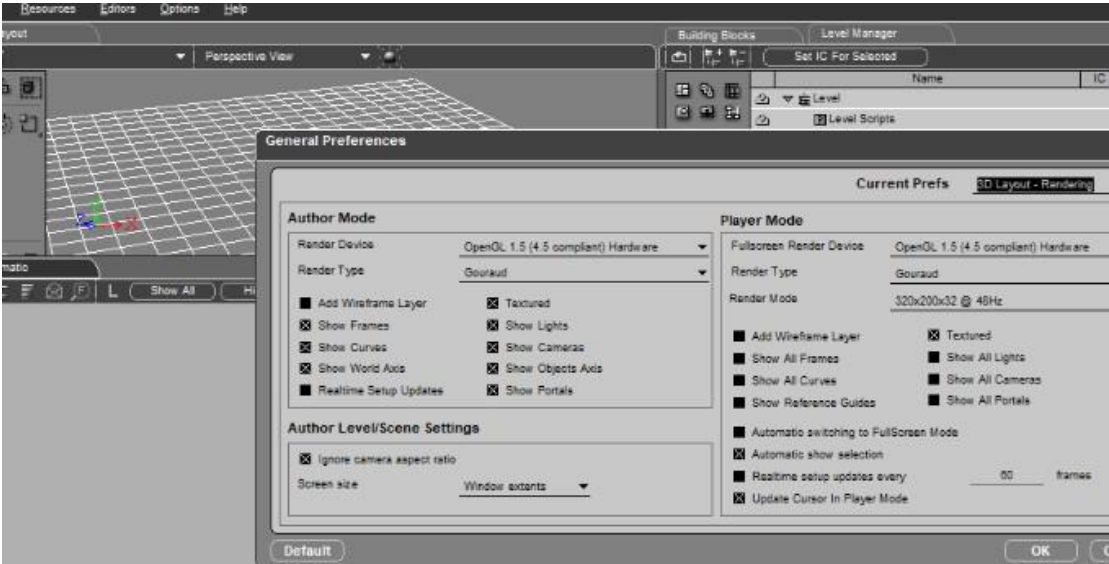 Resources Editors Options Help
ayout
Building Blocks Level Manager
Perspective View
Set IC For Selected
Name IC
Level
Level Scripts
General Preferences
Current Prefs 3D Layout - Rendering
Author Mode
Render Device OpenGL 1.5 (4.5 compliant) Hardware
Render Type Gouraud
Add Wireframe Layer Textured
Show Frames Show Lights
Show Curves Show Cameras
Show World Axis Show Objects Axis
Realtime Setup Updates Show Portals
Author Level/Scene Settings
Ignore camera aspect ratio
Screen size Window extents
Player Mode
Fullscreen Render Device OpenGL 1.5 (4.5 compliant) Hardware
Render Type Gouraud
Render Mode 320x200x32 @ 48Hz
Add Wireframe Layer Textured
Show All Frames Show All Lights
Show All Curves Show All Cameras
Show Reference Guides Show All Portals
Automatic switching to FullScreen Mode
Automatic show selection
Realtime setup updates every 60 frames
Update Cursor In Player Mode
matic
L Show All Hi
Default OK